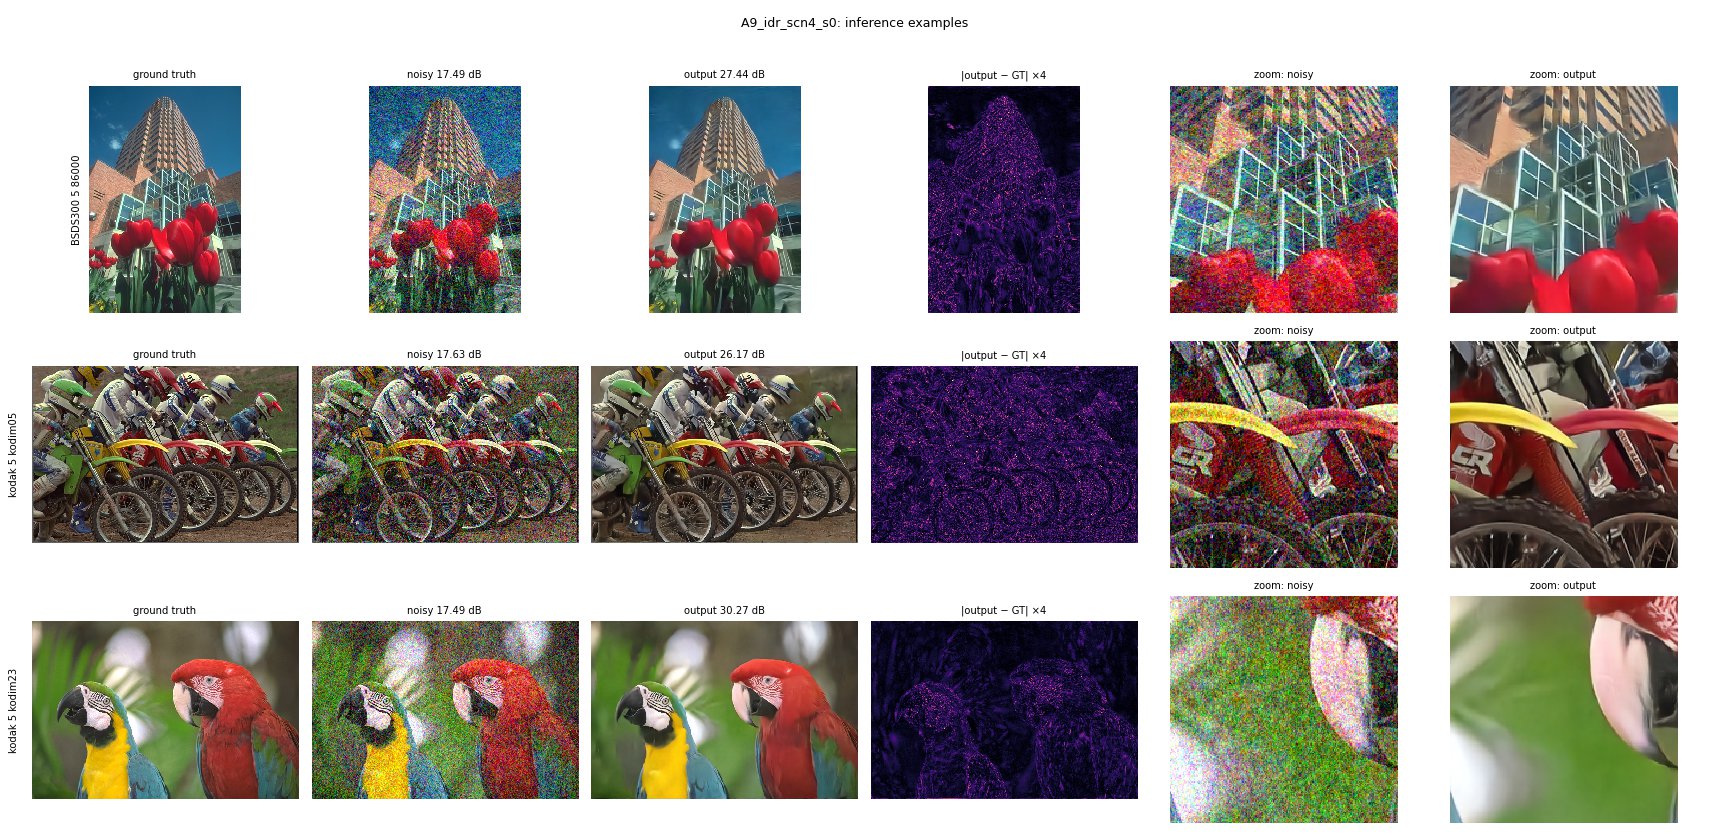 A9_idr_scn4_s0: inference examples
ground truth
noisy 17.49 dB
output 27.44 dB
|output − GT| ×4
zoom: noisy
zoom: output
BSDS300 5 86000
ground truth
noisy 17.63 dB
output 26.17 dB
|output − GT| ×4
zoom: noisy
zoom: output
kodak 5 kodim05
ER
ER
ground truth
noisy 17.49 dB
output 30.27 dB
|output − GT| ×4
zoom: noisy
zoom: output
kodak 5 kodim23